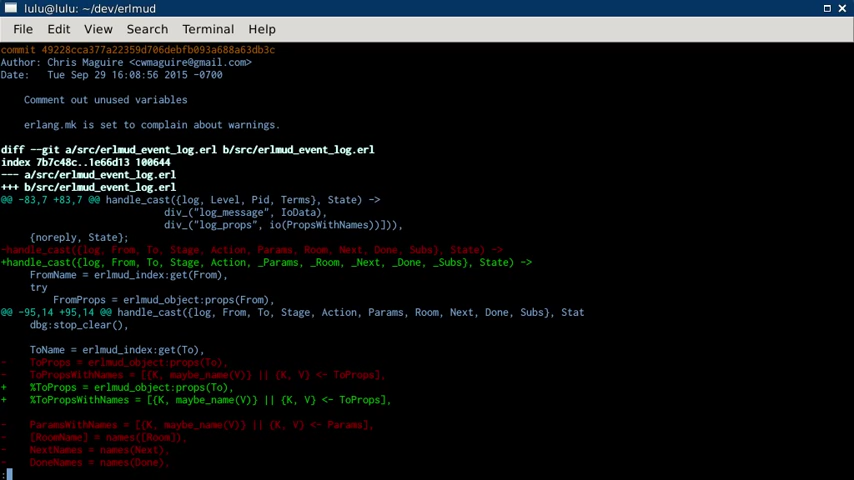 lulu@lulu: ~/dev/erlmud
File Edit View Search Terminal Help
commit 49228cca377a22359d706debfb093a688a63db3c
Author: Chris Maguire <cwmaguire@gmail.com>
Date:   Tue Sep 29 16:08:56 2015 -0700
Comment out unused variables
erlang.mk is set to complain about warnings.
diff --git a/src/erlmud_event_log.erl b/src/erlmud_event_log.erl
index 7b7c48c..1e66d13 100644
--- a/src/erlmud_event_log.erl
+++ b/src/erlmud_event_log.erl
@@ -83,7 +83,7 @@ handle_cast({log, Level, Pid, Terms}, State) ->
div_("log_message", IoData),
div_("log_props", io(PropsWithNames))])),
{noreply, State};
-handle_cast({log, From, To, Stage, Action, Params, Room, Next, Done, Subs}, State) ->
+handle_cast({log, From, To, Stage, Action, _Params, _Room, _Next, _Done, _Subs}, State) ->
FromName = erlmud_index:get(From),
try
FromProps = erlmud_object:props(From),
@@ -95,14 +95,14 @@ handle_cast({log, From, To, Stage, Action, Params, Room, Next, Done, Subs}, Stat
dbg:stop_clear(),
ToName = erlmud_index:get(To),
-    ToProps = erlmud_object:props(To),
-    ToPropsWithNames = [{K, maybe_name(V)} || {K, V} <- ToProps],
+    %ToProps = erlmud_object:props(To),
+    %ToPropsWithNames = [{K, maybe_name(V)} || {K, V} <- ToProps],
-    ParamsWithNames = [{K, maybe_name(V)} || {K, V} <- Params],
-    [RoomName] = names([Room]),
-    NextNames = names(Next),
-    DoneNames = names(Done),
: